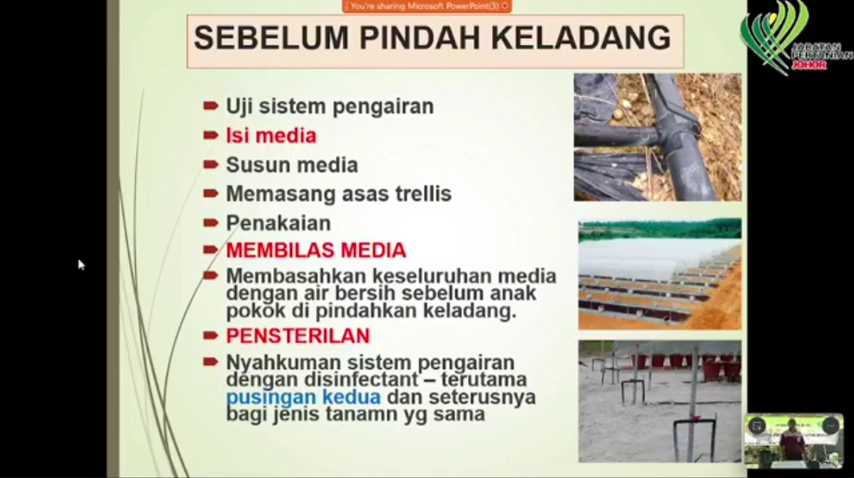 You're sharing Microsoft PowerPoint(3)
SEBELUM PINDAH KELADANG
JABATAN
PERTANIAN
JOHOR
Uji sistem pengairan
Isi media
Susun media
Memasang asas trellis
Penakaian
MEMBILAS MEDIA
Membasahkan keseluruhan media
dengan air bersih sebelum anak
pokok di pindahkan keladang.
PENSTERILAN
Nyahkuman sistem pengairan
dengan disinfectant – terutama
pusingan kedua dan seterusnya
bagi jenis tanamn yg sama